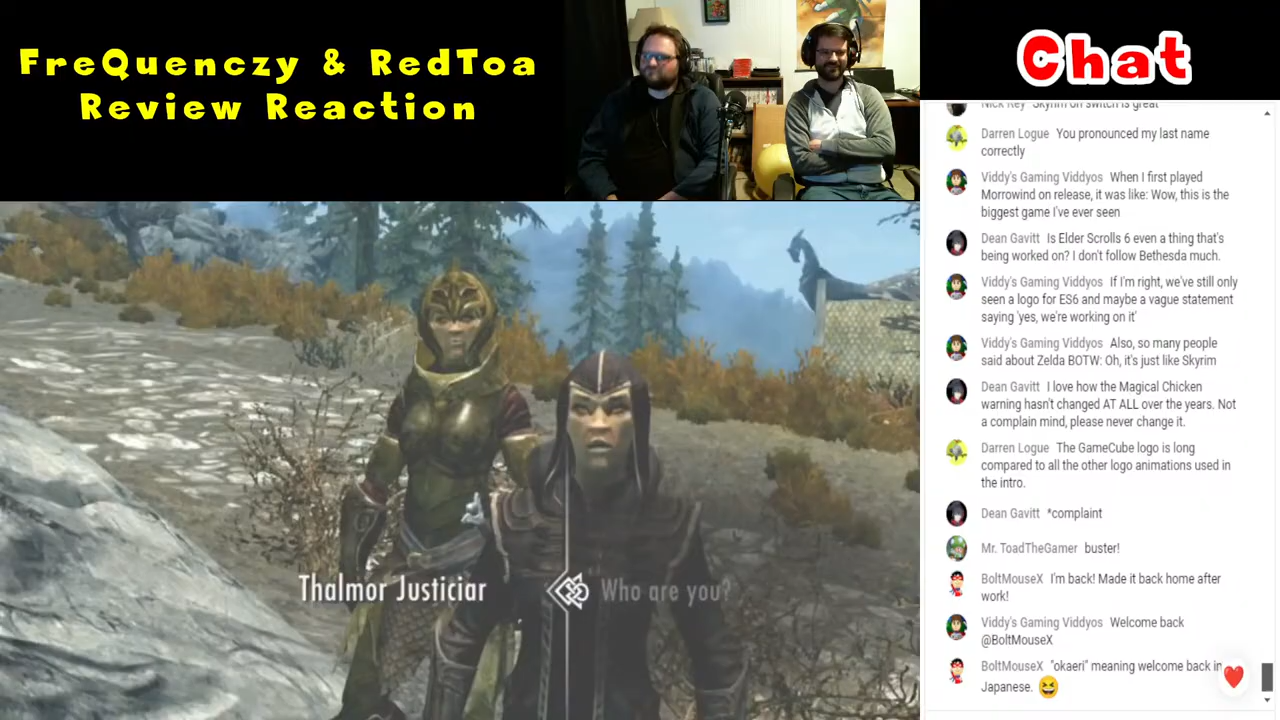 FreQuenczy & RedToa
Review Reaction
Chat
Nick Rey Skyrim on switch is great
Darren Logue You pronounced my last name
correctly
Viddy's Gaming Viddyos When I first played
Morrowind on release, it was like: Wow, this is the
biggest game I've ever seen
Dean Gavitt Is Elder Scrolls 6 even a thing that's
being worked on? I don't follow Bethesda much.
Viddy's Gaming Viddyos If I'm right, we've still only
seen a logo for ES6 and maybe a vague statement
saying 'yes, we're working on it'
Viddy's Gaming Viddyos Also, so many people
said about Zelda BOTW: Oh, it's just like Skyrim
Dean Gavitt I love how the Magical Chicken
warning hasn't changed AT ALL over the years. Not
a complain mind, please never change it.
Darren Logue The GameCube logo is long
compared to all the other logo animations used in
the intro.
Dean Gavitt *complaint
Mr. ToadTheGamer buster!
BoltMouseX I'm back! Made it back home after
work!
Viddy's Gaming Viddyos Welcome back
@BoltMouseX
BoltMouseX "okaeri" meaning welcome back in
Japanese.
Thalmor Justiciar
Who are you?